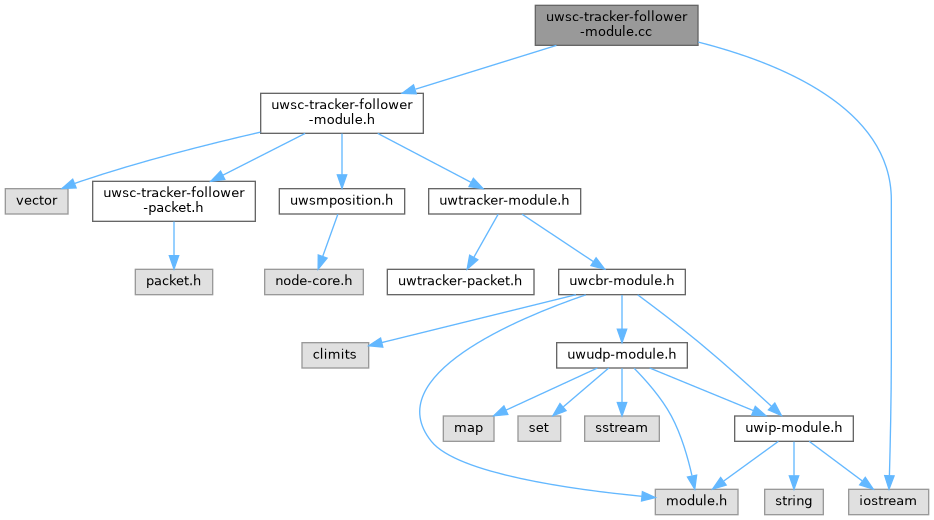 uwsc-tracker-follower
-module.cc
uwsc-tracker-follower
-module.h
vector
uwsc-tracker-follower
-packet.h
uwsmposition.h
uwtracker-module.h
packet.h
node-core.h
uwtracker-packet.h
uwcbr-module.h
climits
uwudp-module.h
map
set
sstream
uwip-module.h
module.h
string
iostream